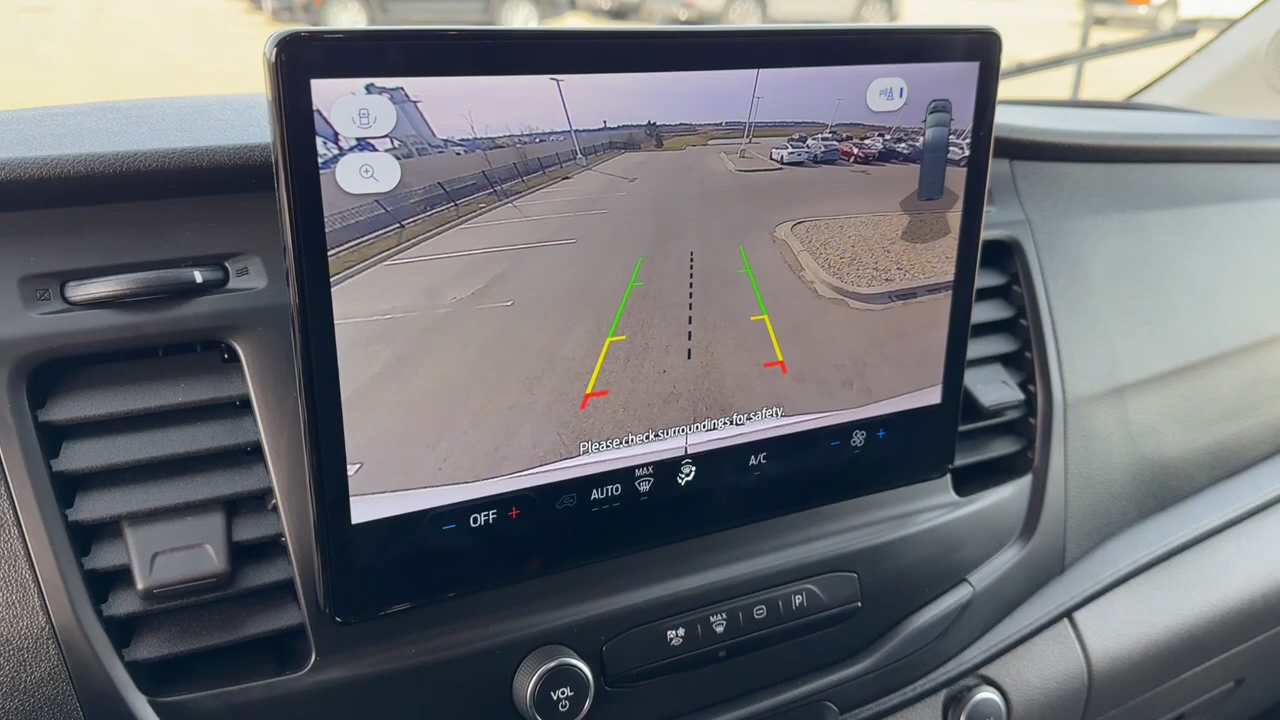 Please check surroundings for safety.
OFF
AUTO
MAX
A/C
MAX
P
VOL